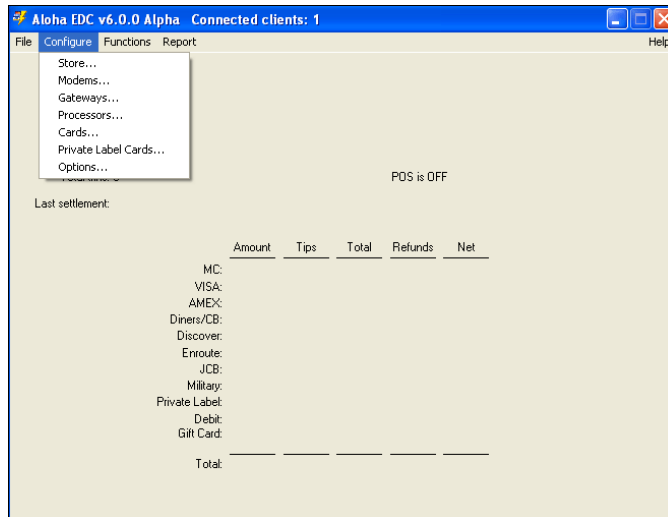 Aloha EDC v6.0.0 Alpha Connected clients: 1
File Configure Functions Report Help
Store...
Modems...
Gateways...
Processors...
Cards...
Private Label Cards...
Options...
POS is OFF
Last settlement:
Amount Tips Total Refunds Net
MC:
VISA:
AMEX:
Diners/CB:
Discover:
Enroute:
JCB:
Military:
Private Label:
Debit:
Gift Card:
Total: